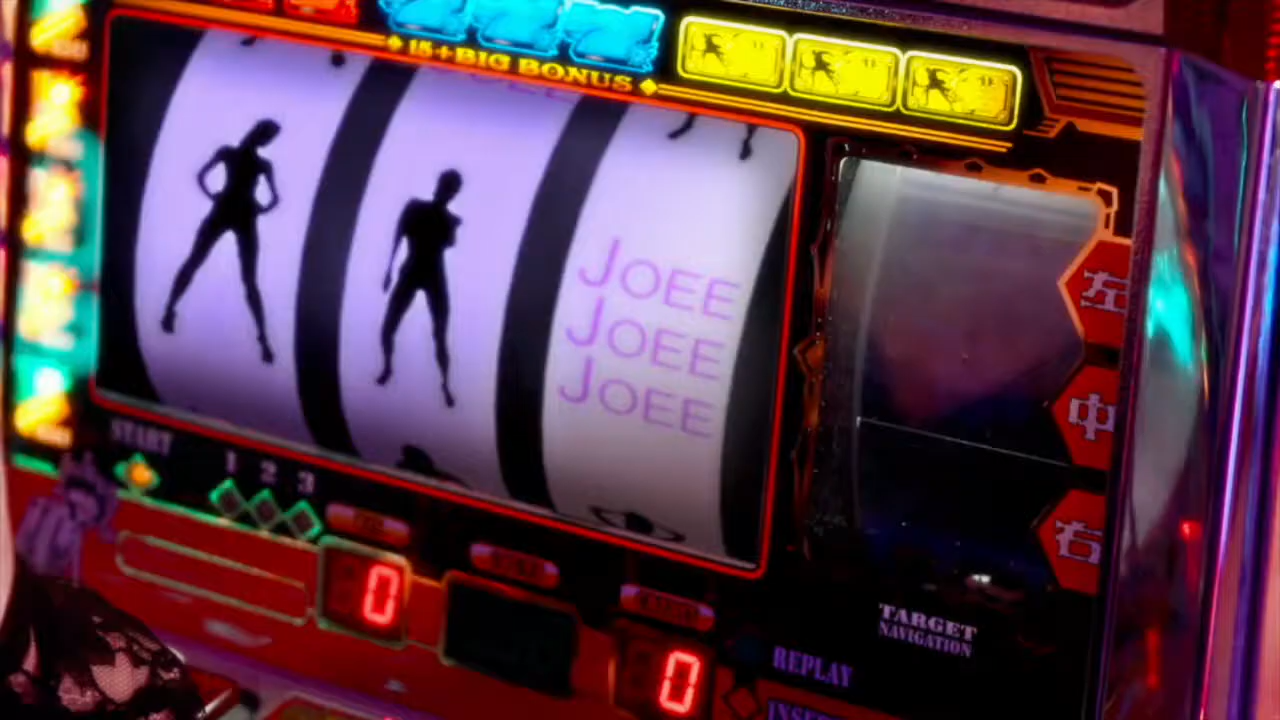 15+BIG BONUS
JOEE
JOEE
JOEE
左
中
右
START
1 2 3
0
0
TARGET
NAVIGATION
REPLAY